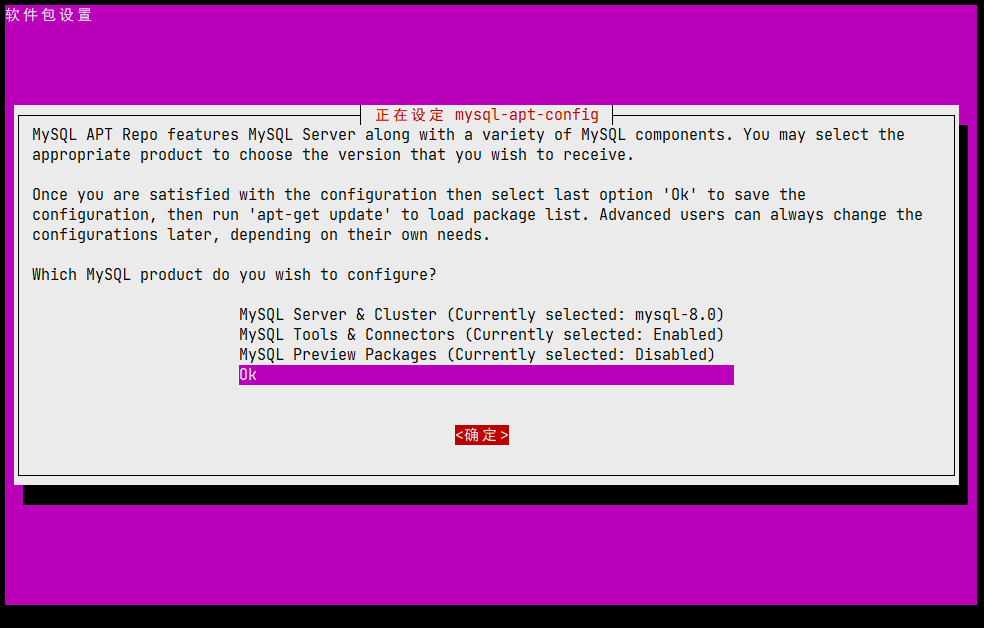 软件包设置
正在设定 mysql-apt-config
MySQL APT Repo features MySQL Server along with a variety of MySQL components. You may select the
appropriate product to choose the version that you wish to receive.
Once you are satisfied with the configuration then select last option 'Ok' to save the
configuration, then run 'apt-get update' to load package list. Advanced users can always change the
configurations later, depending on their own needs.
Which MySQL product do you wish to configure?
MySQL Server & Cluster (Currently selected: mysql-8.0)
MySQL Tools & Connectors (Currently selected: Enabled)
MySQL Preview Packages (Currently selected: Disabled)
Ok
<确定>